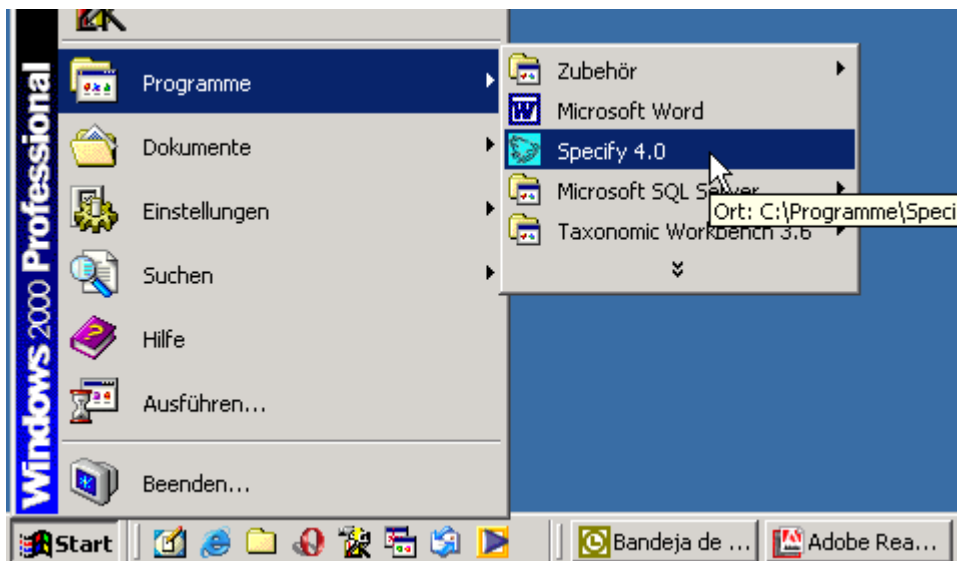 Windows 2000 Professional
Programme
Dokumente
Einstellungen
Suchen
Hilfe
Ausführen...
Beenden...
Zubehör
Microsoft Word
Specify 4.0
Microsoft SQL Server
Ort: C:\Programme\Speci
Taxonomic Workbench 3.6
Start
Bandeja de ...
Adobe Rea...